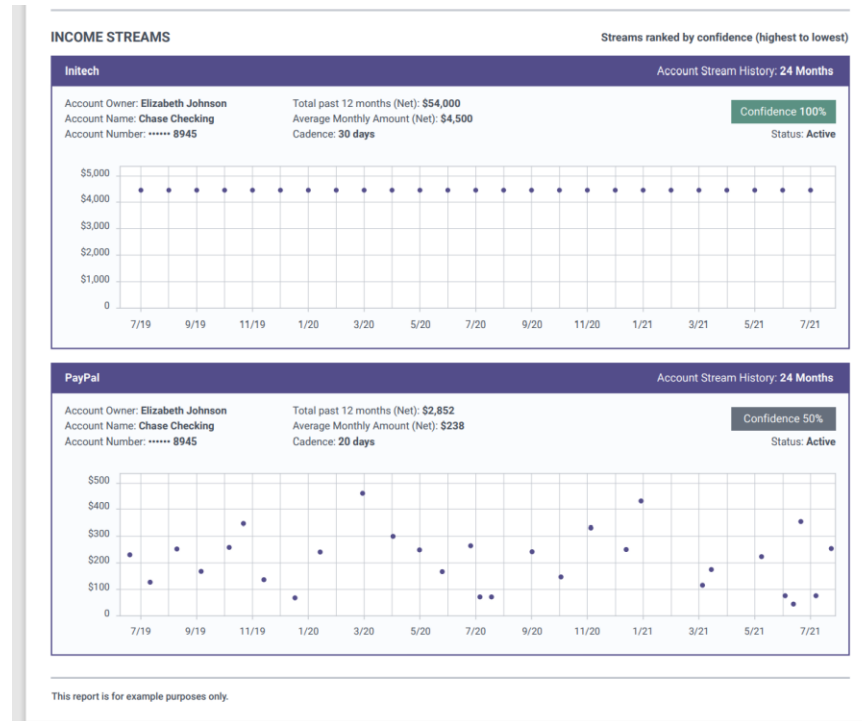 INCOME STREAMS
Streams ranked by confidence (highest to lowest)
Initech
Account Stream History: 24 Months
Account Owner: Elizabeth Johnson
Account Name: Chase Checking
Account Number: •••••• 8945
Total past 12 months (Net): $54,000
Average Monthly Amount (Net): $4,500
Cadence: 30 days
Confidence 100%
Status: Active
$5,000
$4,000
$3,000
$2,000
$1,000
0
7/19 9/19 11/19 1/20 3/20 5/20 7/20 9/20 11/20 1/21 3/21 5/21 7/21
PayPal
Account Stream History: 24 Months
Account Owner: Elizabeth Johnson
Account Name: Chase Checking
Account Number: •••••• 8945
Total past 12 months (Net): $2,852
Average Monthly Amount (Net): $238
Cadence: 20 days
Confidence 50%
Status: Active
$500
$400
$300
$200
$100
0
7/19 9/19 11/19 1/20 3/20 5/20 7/20 9/20 11/20 1/21 3/21 5/21 7/21
This report is for example purposes only.